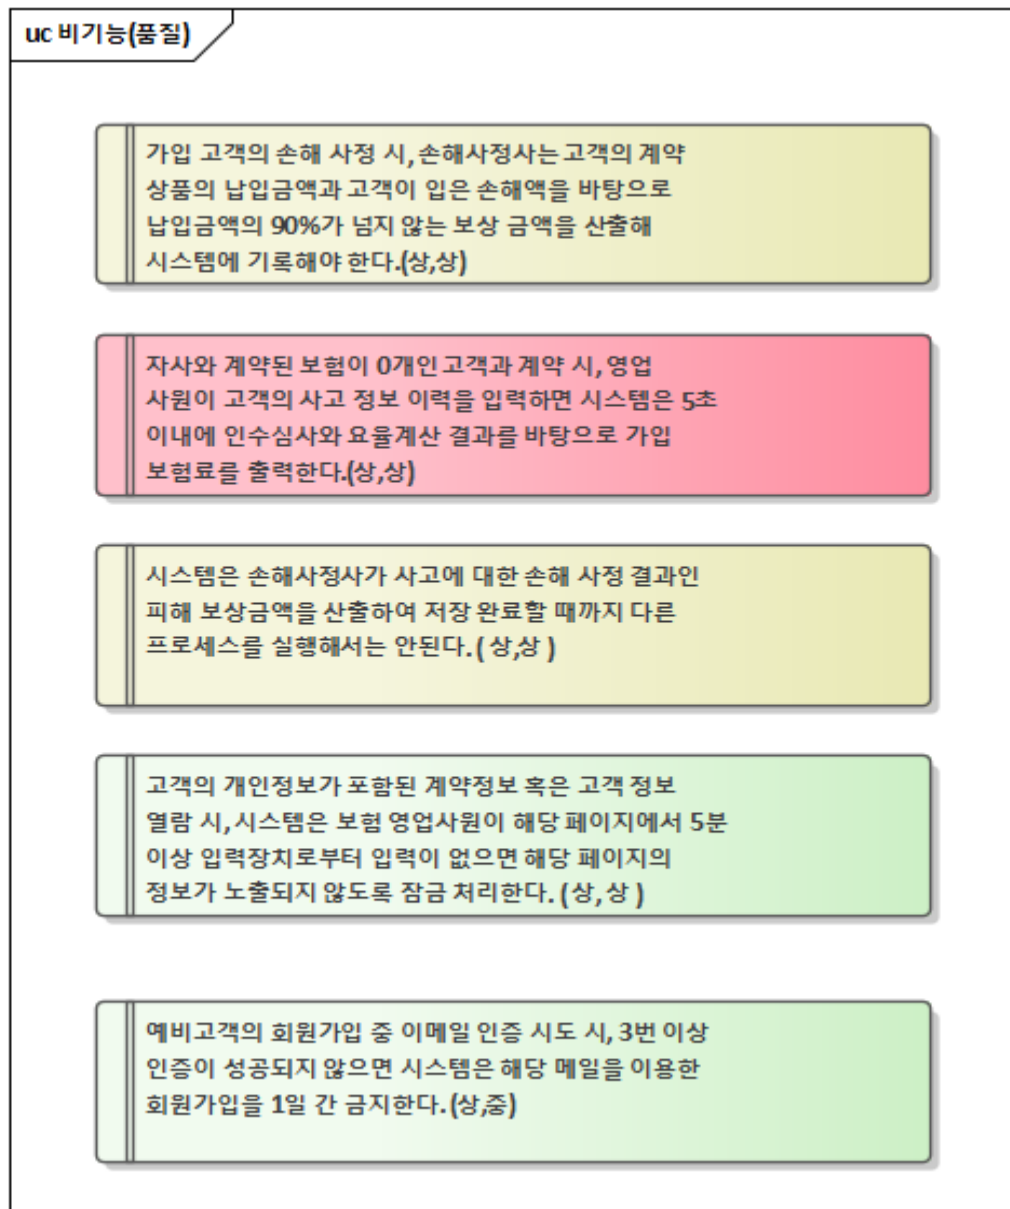 uc 비기능(품질)
가입 고객의 손해 사정 시, 손해사정사는 고객의 계약
상품의 납입금액과 고객이 입은 손해액을 바탕으로
납입금액의 90%가 넘지 않는 보상 금액을 산출해
시스템에 기록해야 한다.(상,상)
자사와 계약된 보험이 0개인 고객과 계약 시, 영업
사원이 고객의 사고 정보 이력을 입력하면 시스템은 5초
이내에 인수심사와 요율계산 결과를 바탕으로 가입
보험료를 출력한다.(상,상)
시스템은 손해사정사가 사고에 대한 손해 사정 결과인
피해 보상금액을 산출하여 저장 완료할 때까지 다른
프로세스를 실행해서는 안된다. ( 상,상 )
고객의 개인정보가 포함된 계약정보 혹은 고객 정보
열람 시, 시스템은 보험 영업사원이 해당 페이지에서 5분
이상 입력장치로부터 입력이 없으면 해당 페이지의
정보가 노출되지 않도록 잠금 처리한다. ( 상, 상 )
예비고객의 회원가입 중 이메일 인증 시도 시, 3번 이상
인증이 성공되지 않으면 시스템은 해당 메일을 이용한
회원가입을 1일 간 금지한다. (상,중)